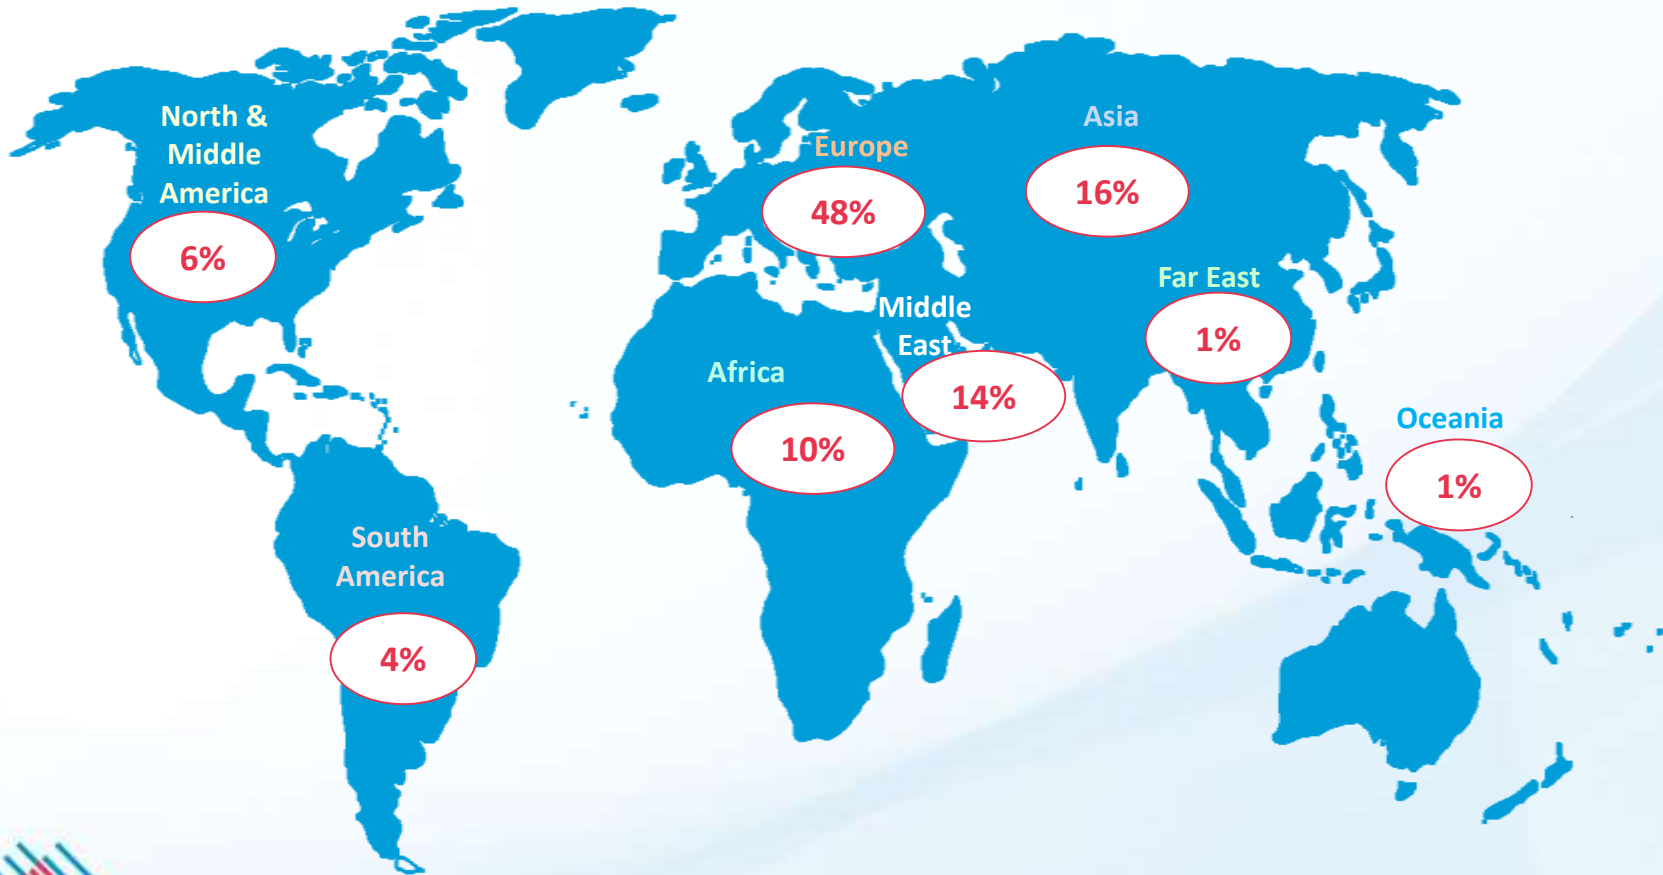 North &
Middle
America
6%
South
America
4%
Europe
48%
Africa
10%
Middle
East
14%
Asia
16%
Far East
1%
Oceania
1%